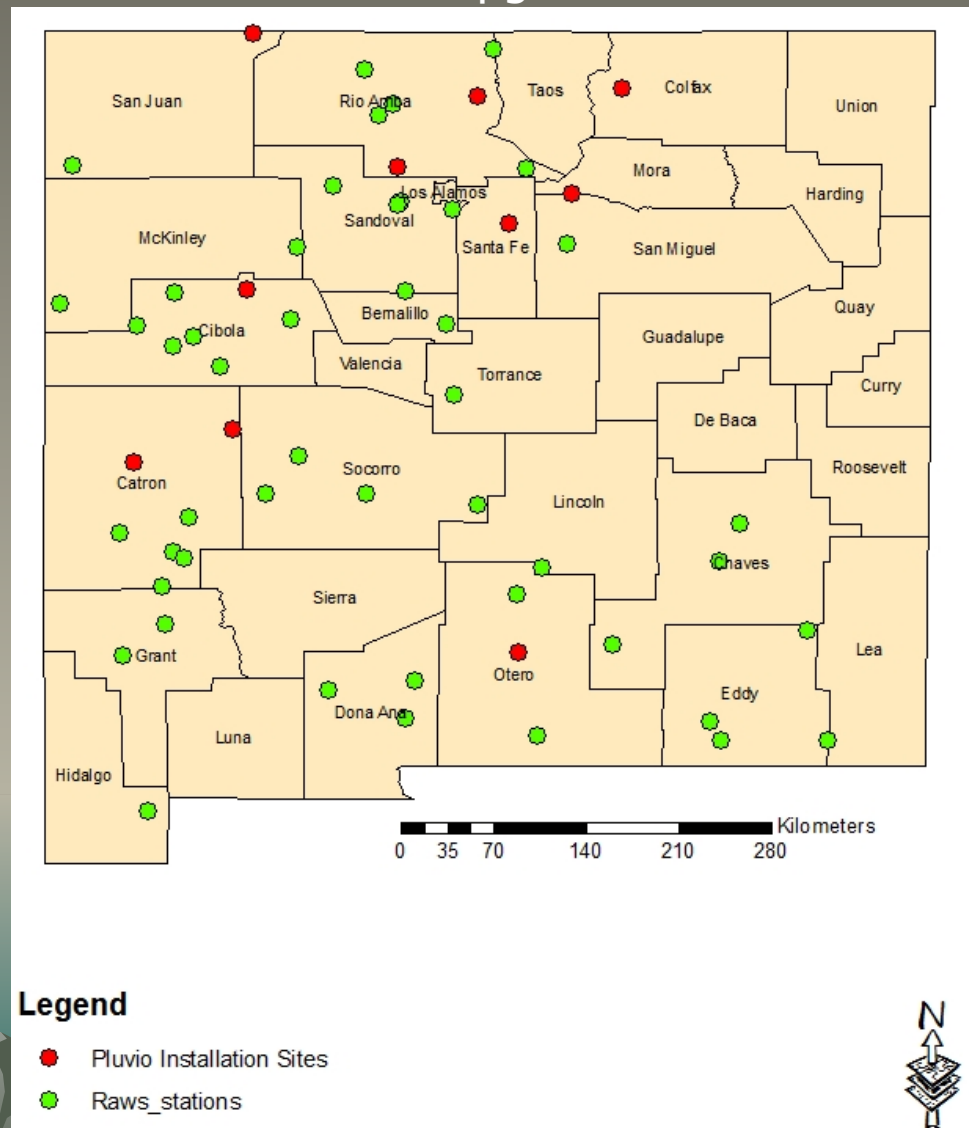 San Juan
Rio Arriba
Taos
Colfax
Union
Mora
Harding
Los Alamos
Sandoval
McKinley
Santa Fe
San Miguel
Quay
Bernalillo
Cibola
Guadalupe
Valencia
Torrance
Curry
De Baca
Roosevelt
Socorro
Catron
Lincoln
Chaves
Sierra
Lea
Grant
Otero
Eddy
Dona Ana
Luna
Hidalgo
Kilometers
0 35 70 140 210 280
Legend
N
Pluvio Installation Sites
Raws_stations